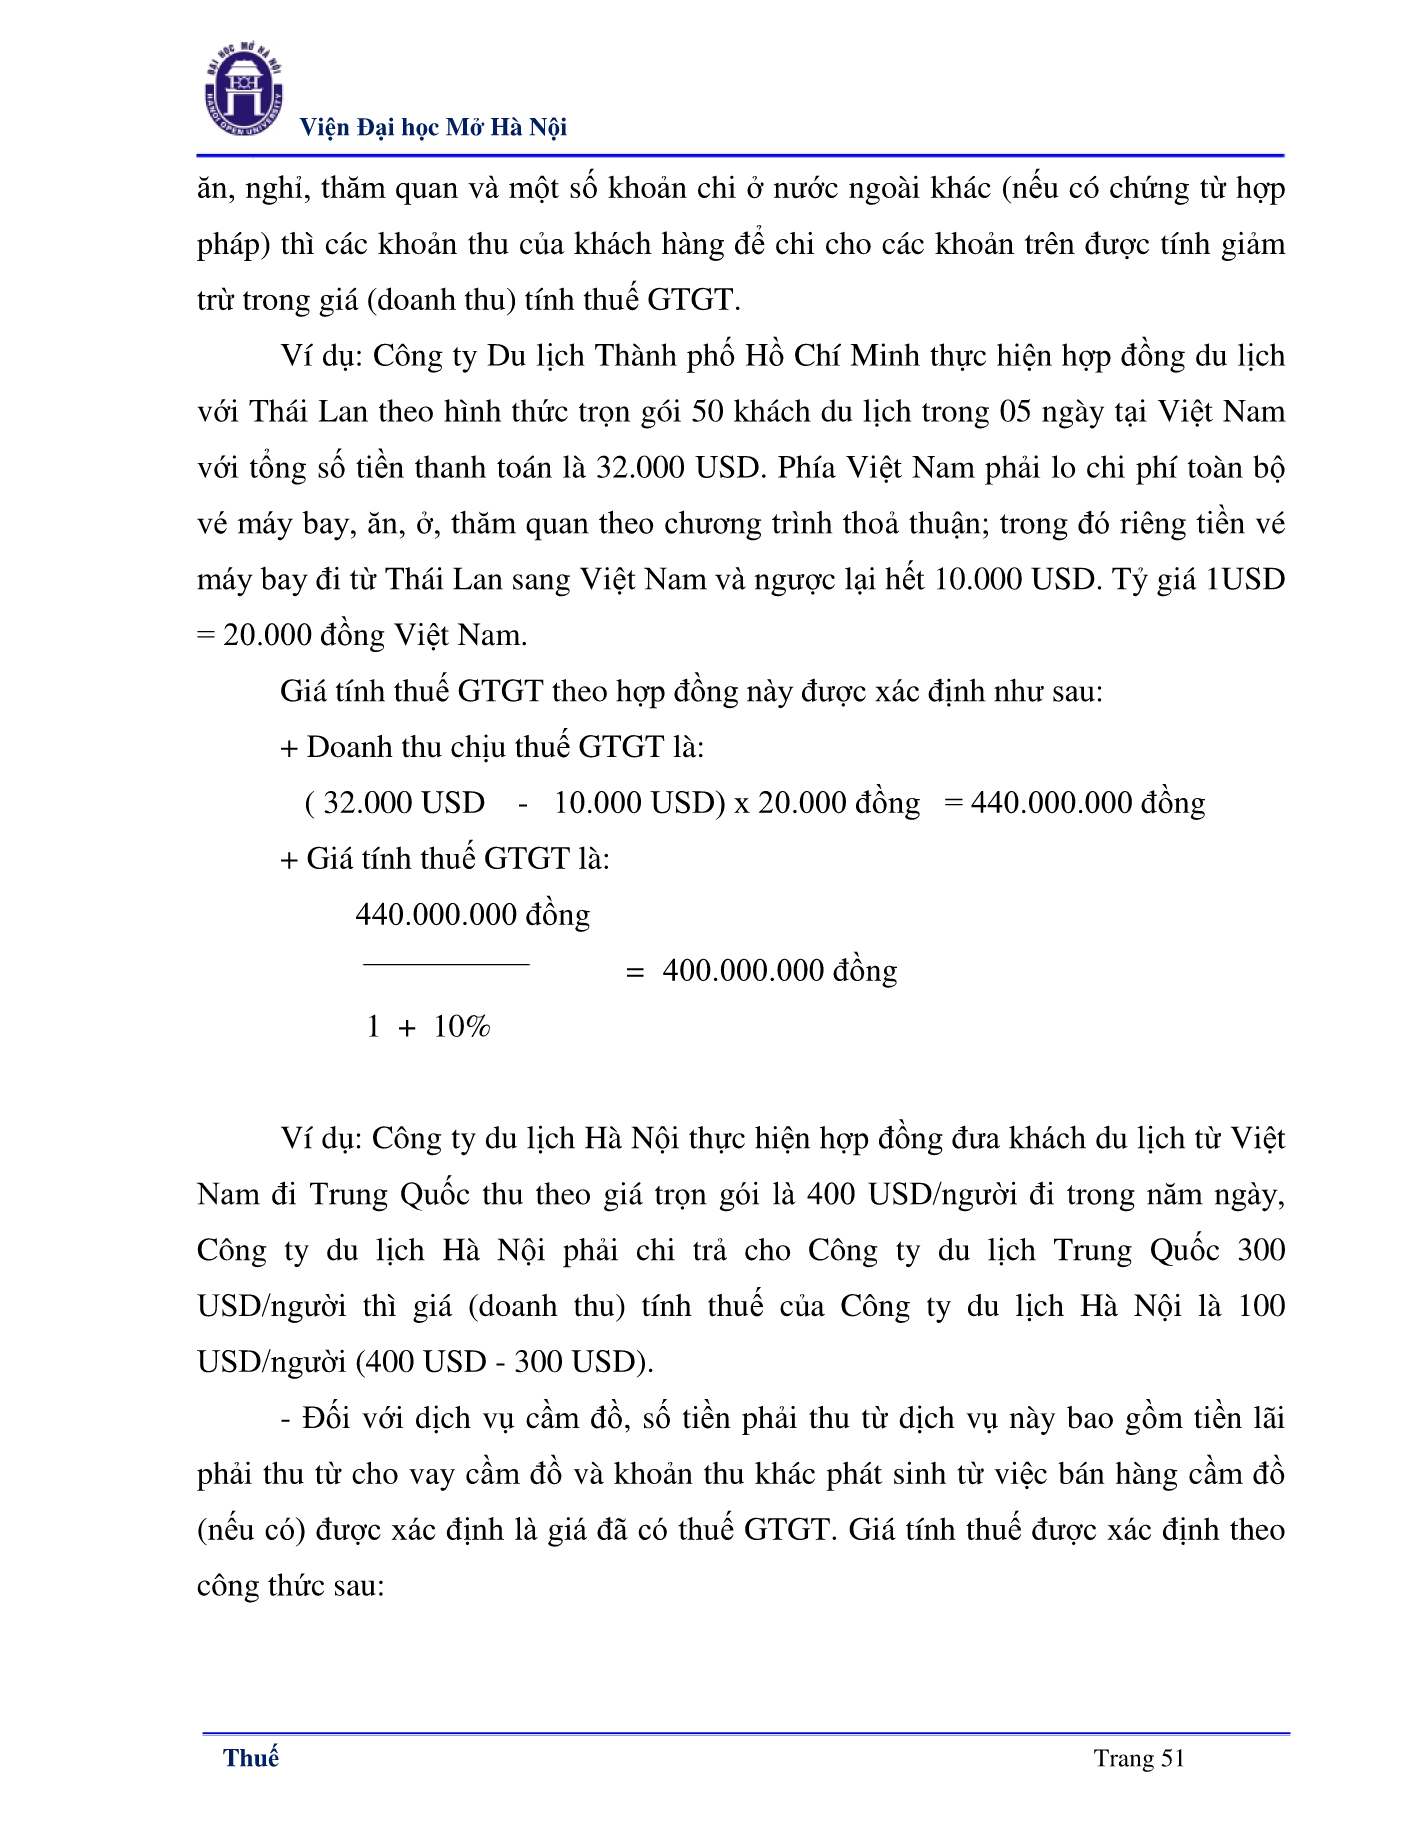 ĐẠI HỌC MỞ HÀ NỘI
HANOI OPEN UNIVERSITY
Viện Đại học Mở Hà Nội
ăn, nghỉ, thăm quan và một số khoản chi ở nước ngoài khác (nếu có chứng từ hợp
pháp) thì các khoản thu của khách hàng để chi cho các khoản trên được tính giảm
trừ trong giá (doanh thu) tính thuế GTGT.
Ví dụ: Công ty Du lịch Thành phố Hồ Chí Minh thực hiện hợp đồng du lịch
với Thái Lan theo hình thức trọn gói 50 khách du lịch trong 05 ngày tại Việt Nam
với tổng số tiền thanh toán là 32.000 USD. Phía Việt Nam phải lo chi phí toàn bộ
vé máy bay, ăn, ở, thăm quan theo chương trình thoả thuận; trong đó riêng tiền vé
máy bay đi từ Thái Lan sang Việt Nam và ngược lại hết 10.000 USD. Tỷ giá 1USD
= 20.000 đồng Việt Nam.
Giá tính thuế GTGT theo hợp đồng này được xác định như sau:
+ Doanh thu chịu thuế GTGT là:
( 32.000 USD - 10.000 USD) x 20.000 đồng = 440.000.000 đồng
+ Giá tính thuế GTGT là:
440.000.000 đồng
= 400.000.000 đồng
1 + 10%
Ví dụ: Công ty du lịch Hà Nội thực hiện hợp đồng đưa khách du lịch từ Việt
Nam đi Trung Quốc thu theo giá trọn gói là 400 USD/người đi trong năm ngày,
Công ty du lịch Hà Nội phải chi trả cho Công ty du lịch Trung Quốc 300
USD/người thì giá (doanh thu) tính thuế của Công ty du lịch Hà Nội là 100
USD/người (400 USD - 300 USD).
- Đối với dịch vụ cầm đồ, số tiền phải thu từ dịch vụ này bao gồm tiền lãi
phải thu từ cho vay cầm đồ và khoản thu khác phát sinh từ việc bán hàng cầm đồ
(nếu có) được xác định là giá đã có thuế GTGT. Giá tính thuế được xác định theo
công thức sau:
Thuế Trang 51